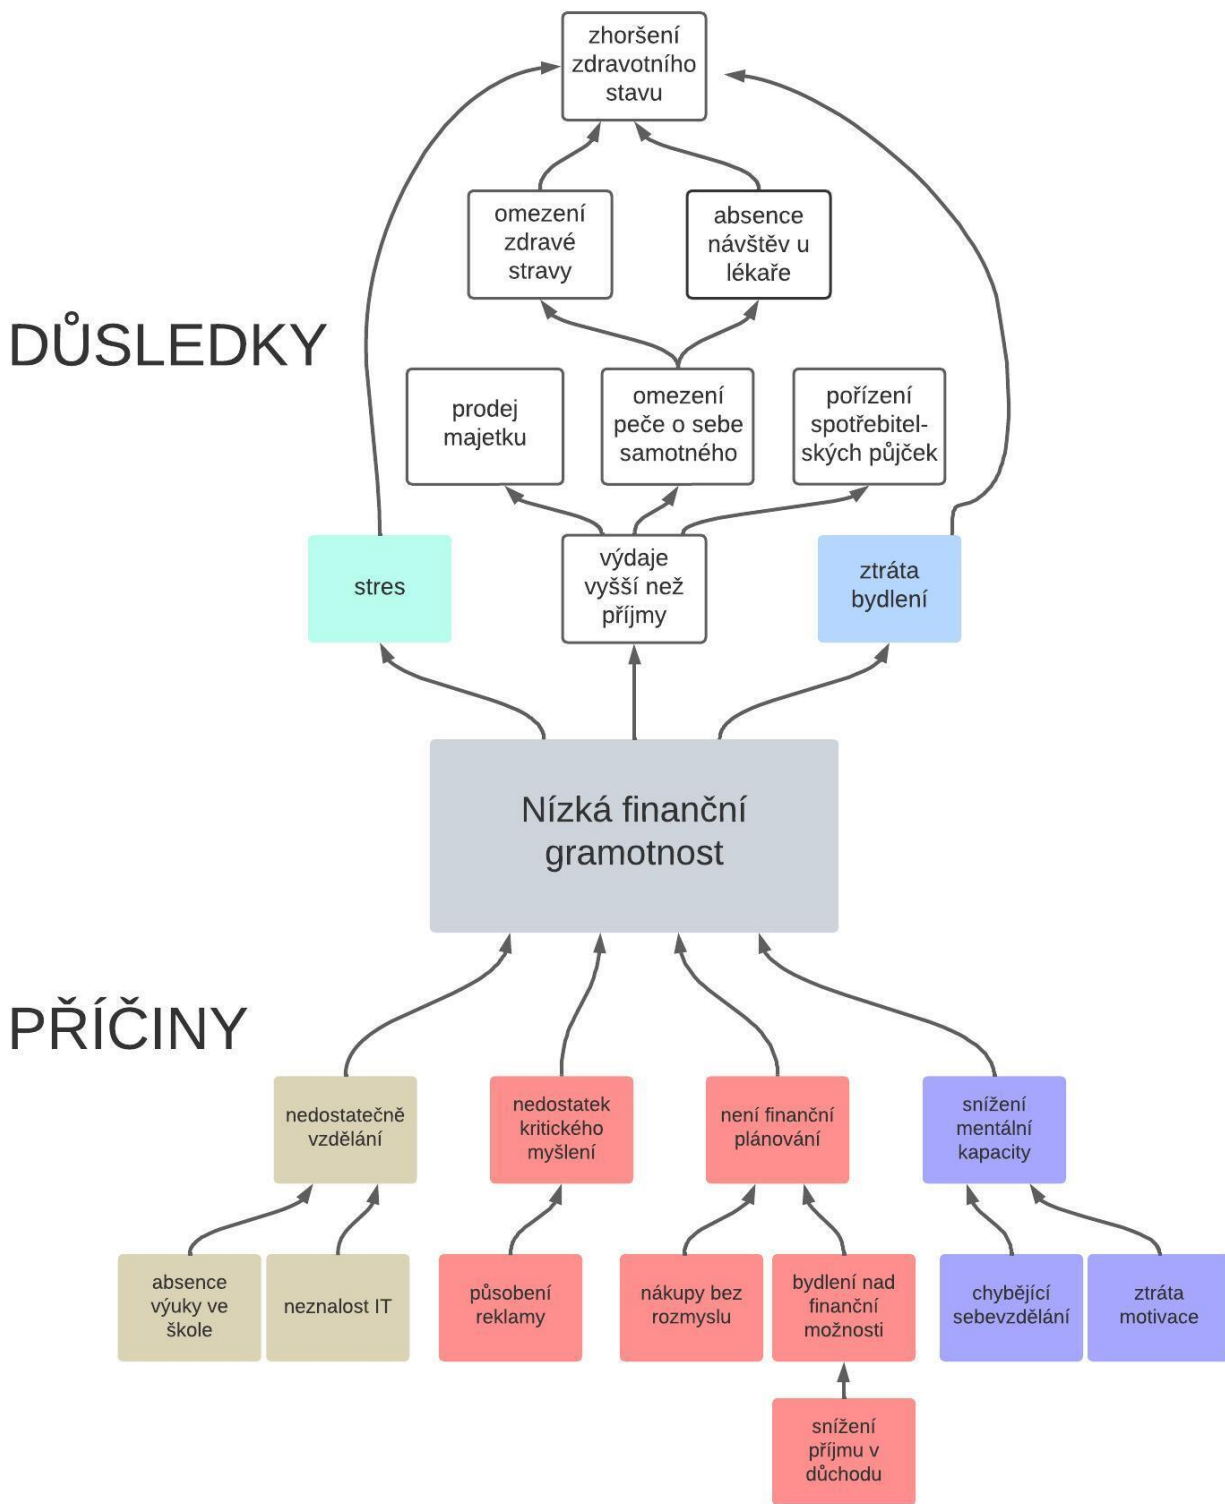 zhoršení
zdravotního
stavu
omezení
zdravé
stravy
absence
návštěv u
lékaře
DŮSLEDKY
prodej
majetku
omezení
peče o sebe
samotného
pořízení
spotřebitel-
ských půjček
stres
výdaje
vyšší než
příjmy
ztráta
bydlení
Nízká finanční
gramotnost
PŘÍČINY
nedostatečně
vzdělání
nedostatek
kritického
myšlení
není finanční
plánování
snížení
mentální
kapacity
absence
výuky ve
škole
neznalost IT
působení
reklamy
nákupy bez
rozmyslu
bydlení nad
finanční
možnosti
chybějící
sebevzdělání
ztráta
motivace
snížení
příjmu v
důchodu